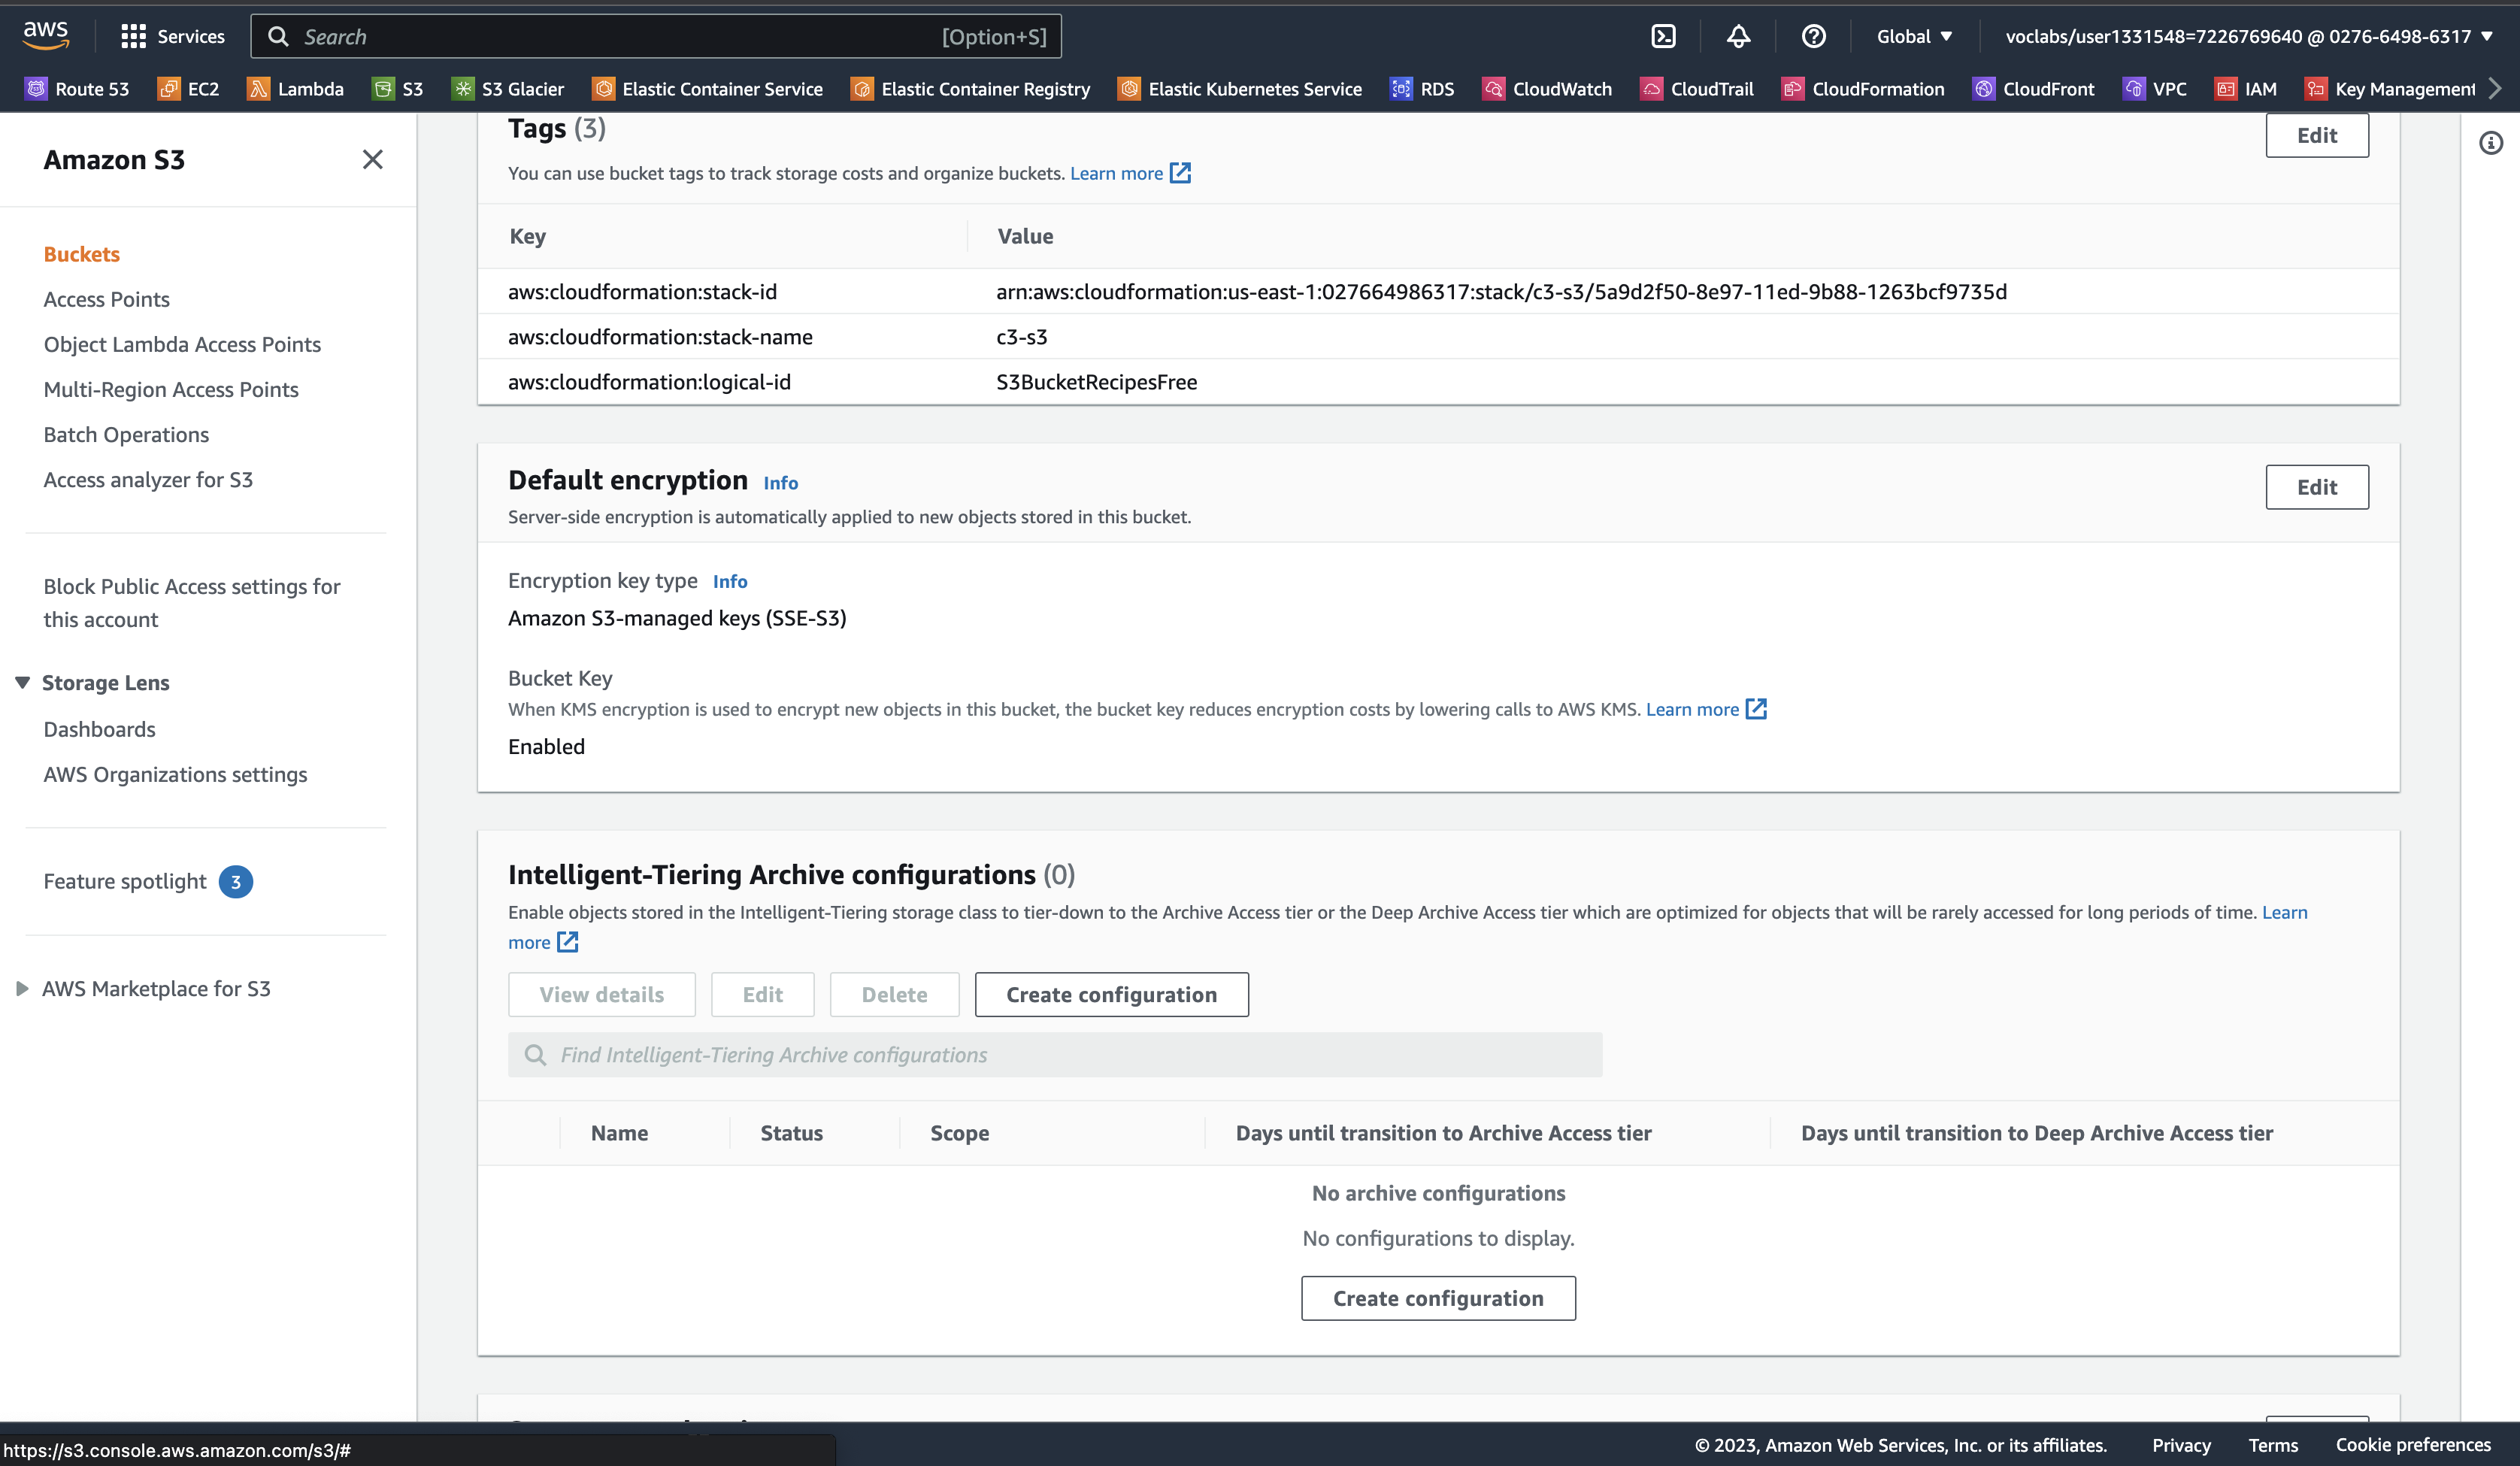 aws
Services
Search [Option+S]
Global
voclabs/user1331548=7226769640 @ 0276-6498-6317
Route 53
EC2
Lambda
S3
S3 Glacier
Elastic Container Service
Elastic Container Registry
Elastic Kubernetes Service
RDS
CloudWatch
CloudTrail
CloudFormation
CloudFront
VPC
IAM
Key Management
Amazon S3
Buckets
Access Points
Object Lambda Access Points
Multi-Region Access Points
Batch Operations
Access analyzer for S3
Block Public Access settings for
this account
Storage Lens
Dashboards
AWS Organizations settings
Feature spotlight 3
AWS Marketplace for S3
Tags (3)
Edit
You can use bucket tags to track storage costs and organize buckets. Learn more
Key Value
aws:cloudformation:stack-id arn:aws:cloudformation:us-east-1:027664986317:stack/c3-s3/5a9d2f50-8e97-11ed-9b88-1263bcf9735d
aws:cloudformation:stack-name c3-s3
aws:cloudformation:logical-id S3BucketRecipesFree
Default encryption Info
Edit
Server-side encryption is automatically applied to new objects stored in this bucket.
Encryption key type Info
Amazon S3-managed keys (SSE-S3)
Bucket Key
When KMS encryption is used to encrypt new objects in this bucket, the bucket key reduces encryption costs by lowering calls to AWS KMS. Learn more
Enabled
Intelligent-Tiering Archive configurations (0)
Enable objects stored in the Intelligent-Tiering storage class to tier-down to the Archive Access tier or the Deep Archive Access tier which are optimized for objects that will be rarely accessed for long periods of time. Learn
more
View details Edit Delete Create configuration
Find Intelligent-Tiering Archive configurations
Name Status Scope Days until transition to Archive Access tier Days until transition to Deep Archive Access tier
No archive configurations
No configurations to display.
Create configuration
https://s3.console.aws.amazon.com/s3/#
© 2023, Amazon Web Services, Inc. or its affiliates. Privacy Terms Cookie preferences